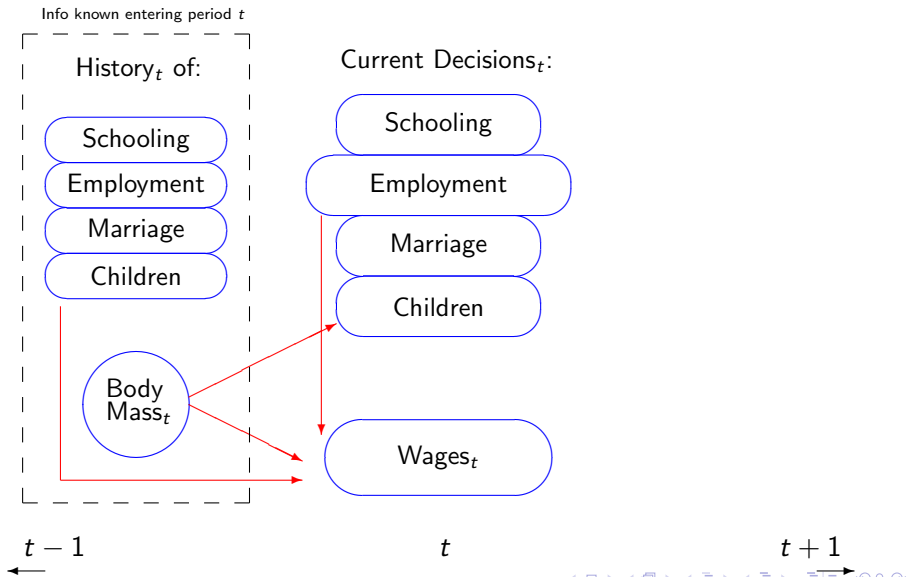 Info known entering period t
History_t of:
Schooling
Employment
Marriage
Children
Body
Mass_t
Current Decisions_t:
Schooling
Employment
Marriage
Children
Wages_t
t − 1
t
t + 1